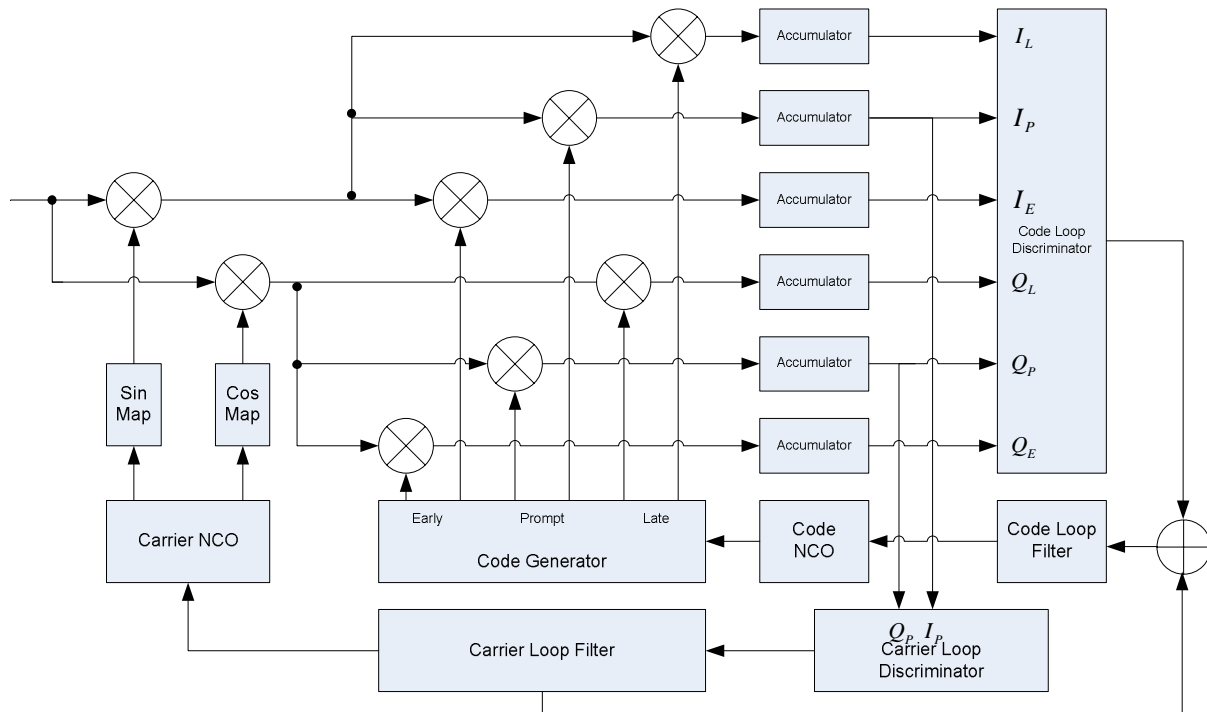 Accumulator
I_L
Accumulator
I_P
Accumulator
I_E
Code Loop
Discriminator
Accumulator
Q_L
Accumulator
Q_P
Sin
Map
Cos
Map
Accumulator
Q_E
Early
Prompt
Late
Code Generator
Carrier NCO
Code
NCO
Code Loop
Filter
Carrier Loop Filter
Q_P I_P
Carrier Loop
Discriminator